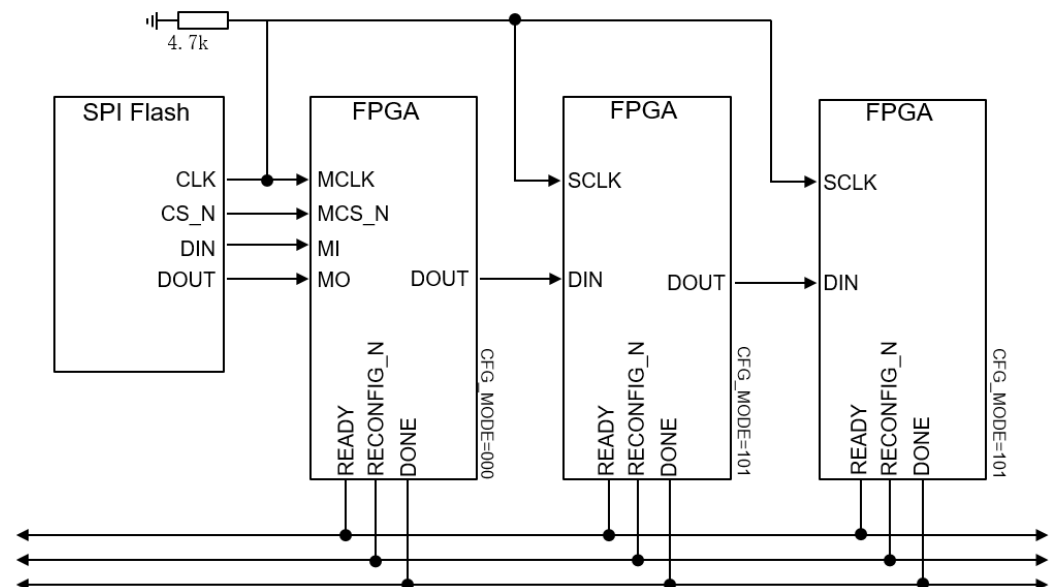 4.7k
SPI Flash
CLK
CS_N
DIN
DOUT
FPGA
MCLK
MCS_N
MI
MO
DOUT
READY
RECONFIG_N
DONE
CFG_MODE=000
FPGA
SCLK
DIN
DOUT
READY
RECONFIG_N
DONE
CFG_MODE=101
FPGA
SCLK
DIN
READY
RECONFIG_N
DONE
CFG_MODE=101